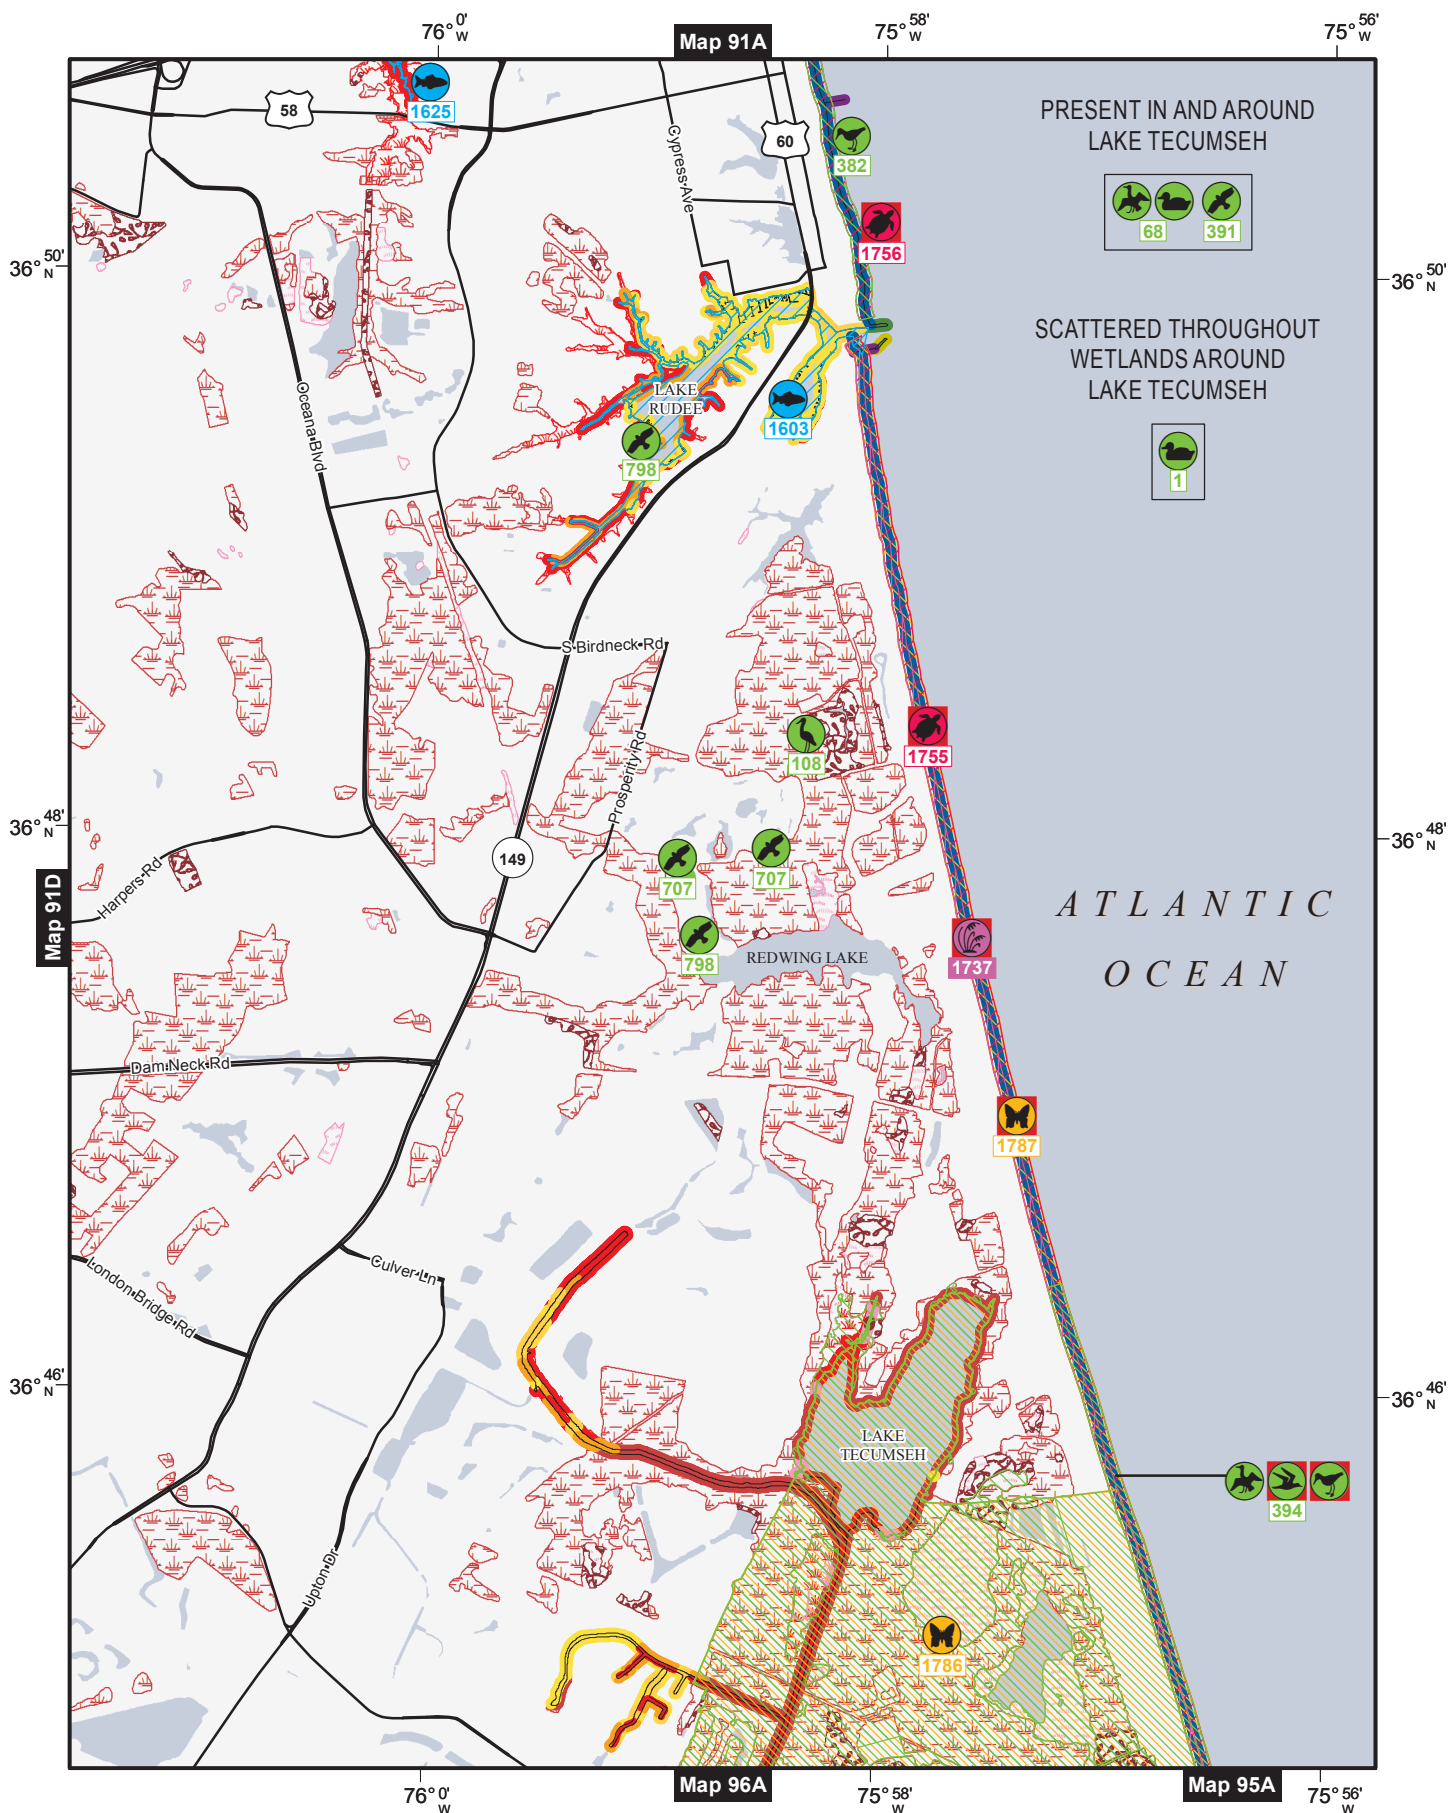 76° 0' W
Map 91A
75° 58' W
75° 56' W
1625
58
60
Cypress Ave
382
PRESENT IN AND AROUND
LAKE TECUMSEH
68
391
1756
36° 50' N
36° 50' N
SCATTERED THROUGHOUT
WETLANDS AROUND
LAKE TECUMSEH
1
Oceana Blvd
LAKE
RUDEE
1603
798
S Birdneck Rd
Prosperity Rd
108
1755
36° 48' N
36° 48' N
149
Harpers Rd
707
707
Map 91D
798
REDWING LAKE
1737
ATLANTIC
OCEAN
Dam Neck Rd
1787
London Bridge Rd
Culver Ln
36° 46' N
36° 46' N
LAKE
TECUMSEH
394
Upton Dr
1786
76° 0' W
Map 96A
75° 58' W
Map 95A
75° 56' W